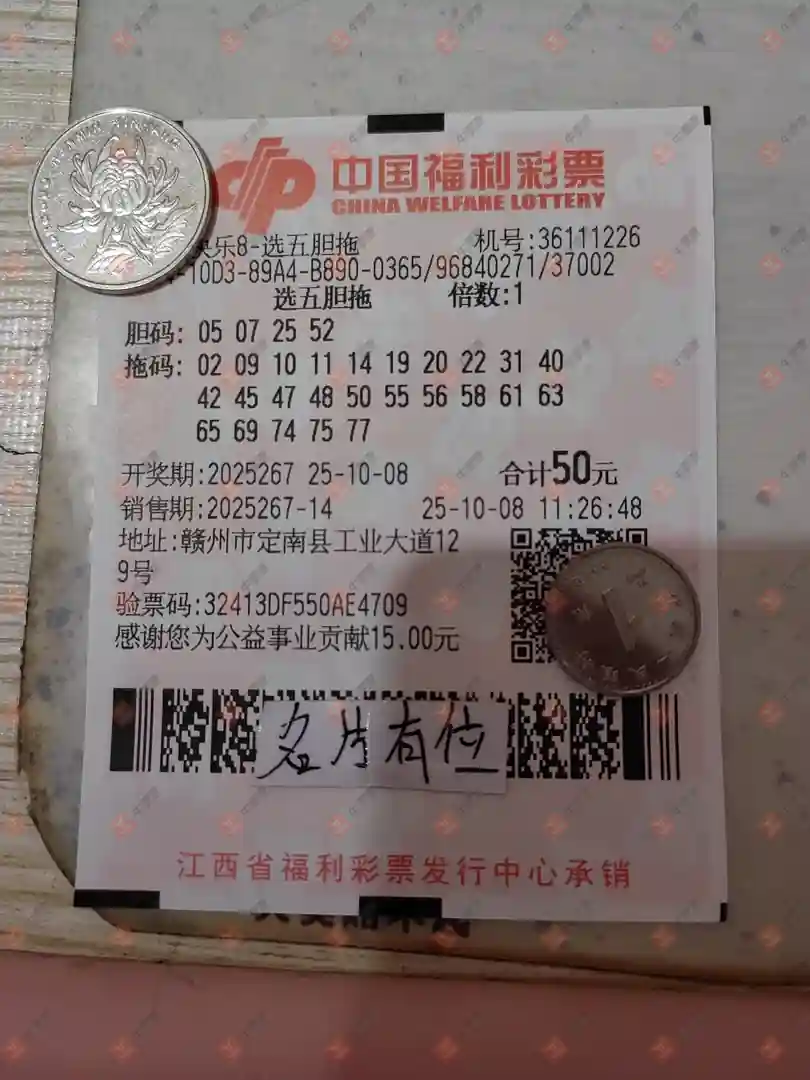 中国福利彩票
CHINA WELFARE LOTTERY
快乐8-选五胆拖 机号:36111226
-10D3-89A4-B890-0365/96840271/37002
选五胆拖 倍数:1
胆码: 05 07 25 52
拖码: 02 09 10 11 14 19 20 22 31 40
42 45 47 48 50 55 56 58 61 63
65 69 74 75 77
开奖期:2025267 25-10-08 合计50元
销售期:2025267-14 25-10-08 11:26:48
地址:赣州市定南县工业大道12
9号
验票码:32413DF550AE4709
感谢您为公益事业贡献15.00元
名片有位
江西省福利彩票发行中心承销